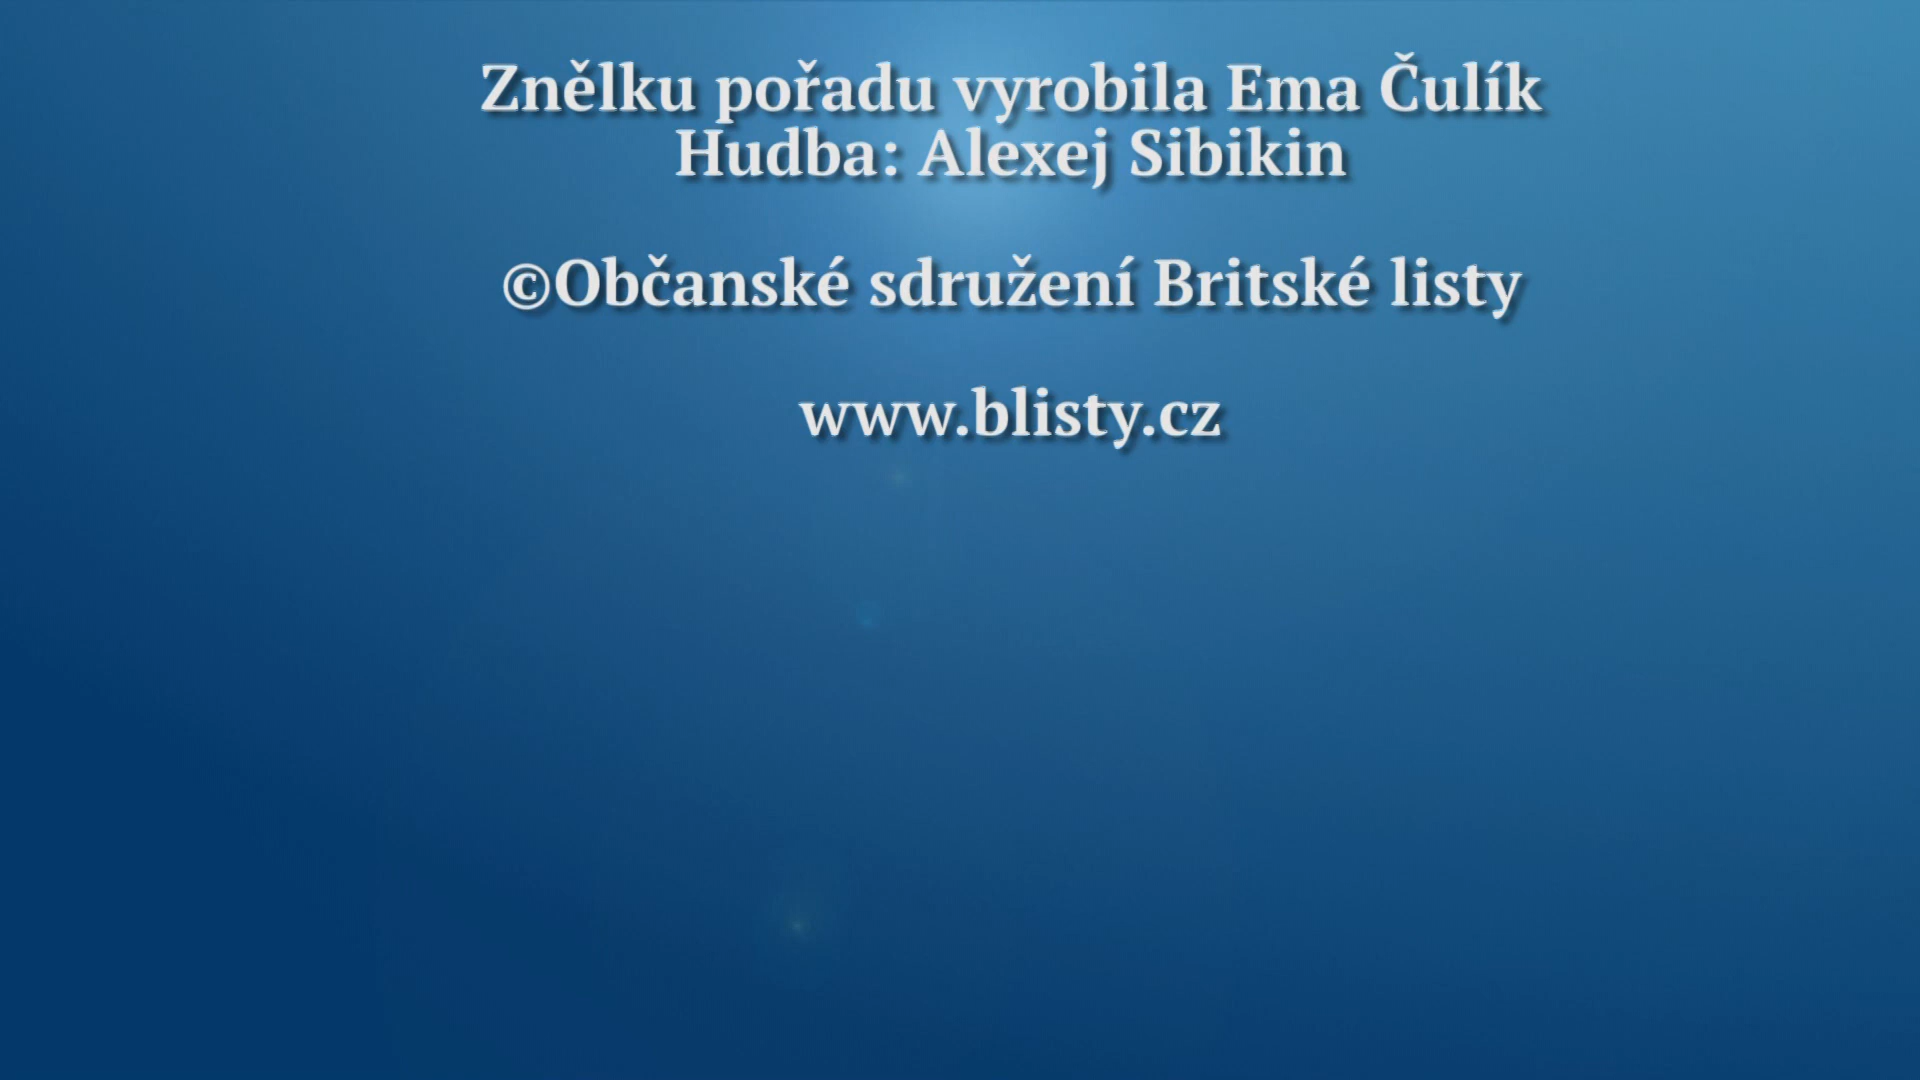 Znělku pořadu vyrobila Ema Čulík
Hudba: Alexej Sibikin
©Občanské sdružení Britské listy
www.blisty.cz